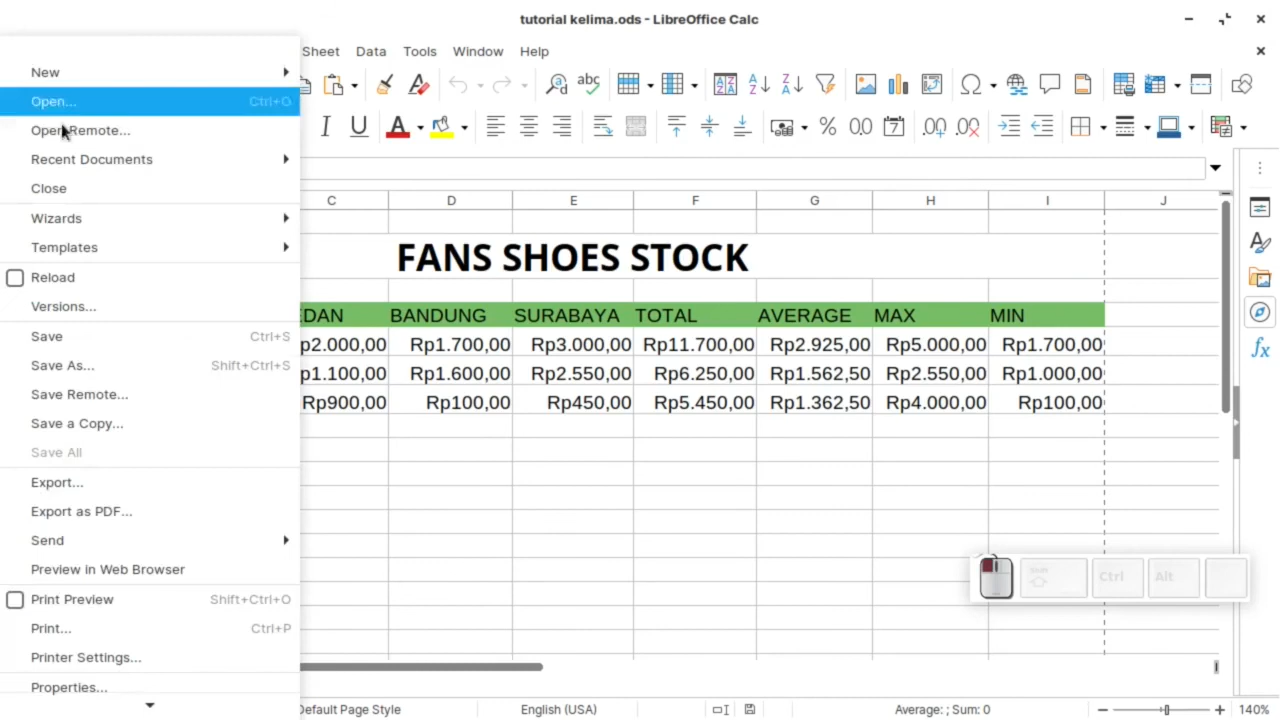 tutorial kelima.ods - LibreOffice Calc
Sheet Data Tools Window Help
New
Open... Ctrl+O
Open Remote...
Recent Documents
Close
Wizards
Templates
Reload
Versions...
Save Ctrl+S
Save As... Shift+Ctrl+S
Save Remote...
Save a Copy...
Save All
Export...
Export as PDF...
Send
Preview in Web Browser
Print Preview Shift+Ctrl+O
Print... Ctrl+P
Printer Settings...
Properties...
C D E F G H I J
FANS SHOES STOCK
EDAN BANDUNG SURABAYA TOTAL AVERAGE MAX MIN
p2.000,00 Rp1.700,00 Rp3.000,00 Rp11.700,00 Rp2.925,00 Rp5.000,00 Rp1.700,00
p1.100,00 Rp1.600,00 Rp2.550,00 Rp6.250,00 Rp1.562,50 Rp2.550,00 Rp1.000,00
Rp900,00 Rp100,00 Rp450,00 Rp5.450,00 Rp1.362,50 Rp4.000,00 Rp100,00
Shift Ctrl Alt
Default Page Style English (USA) Average: ; Sum: 0 140%